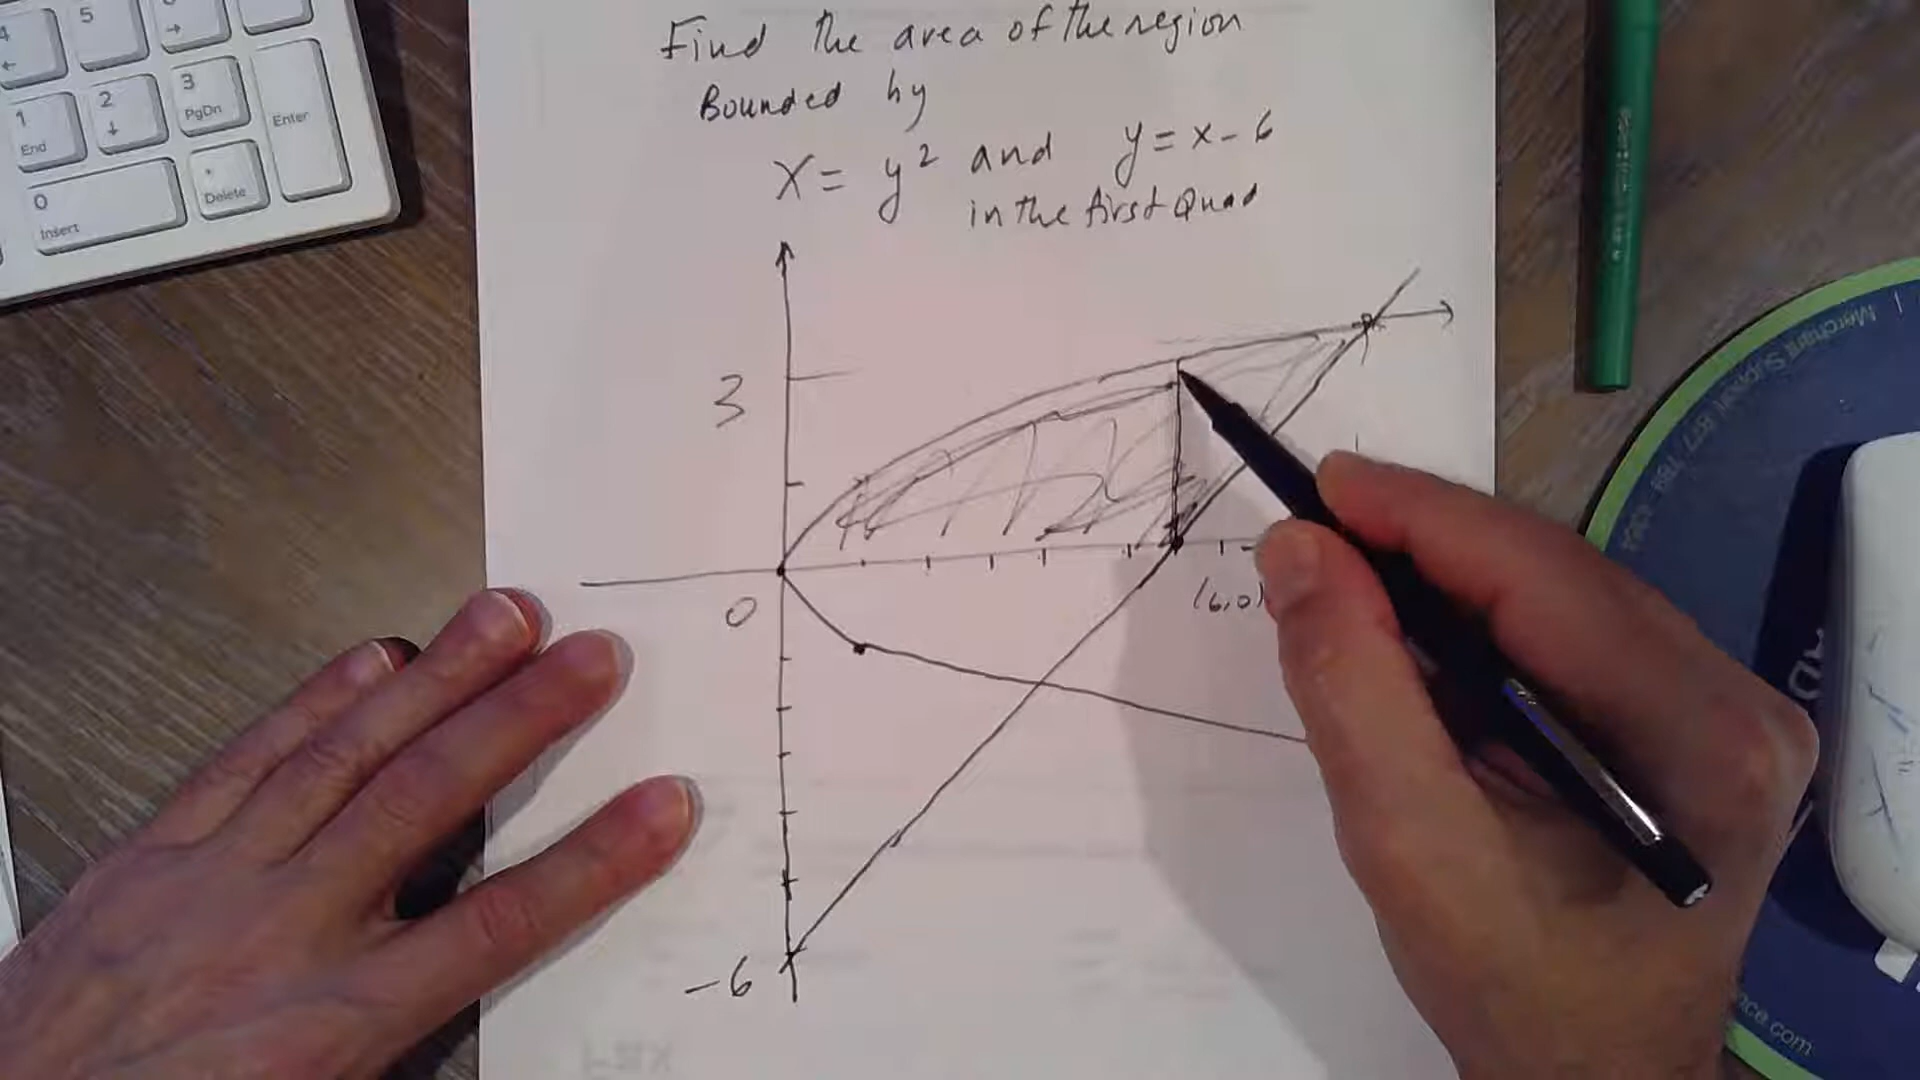 Find the area of the region
Bounded by
x = y² and y = x - 6
in the first Quad
3
0
(6,0)
-6
4
←
5
→
1
End
2
↓
3
PgDn
Enter
0
Insert
.
Delete